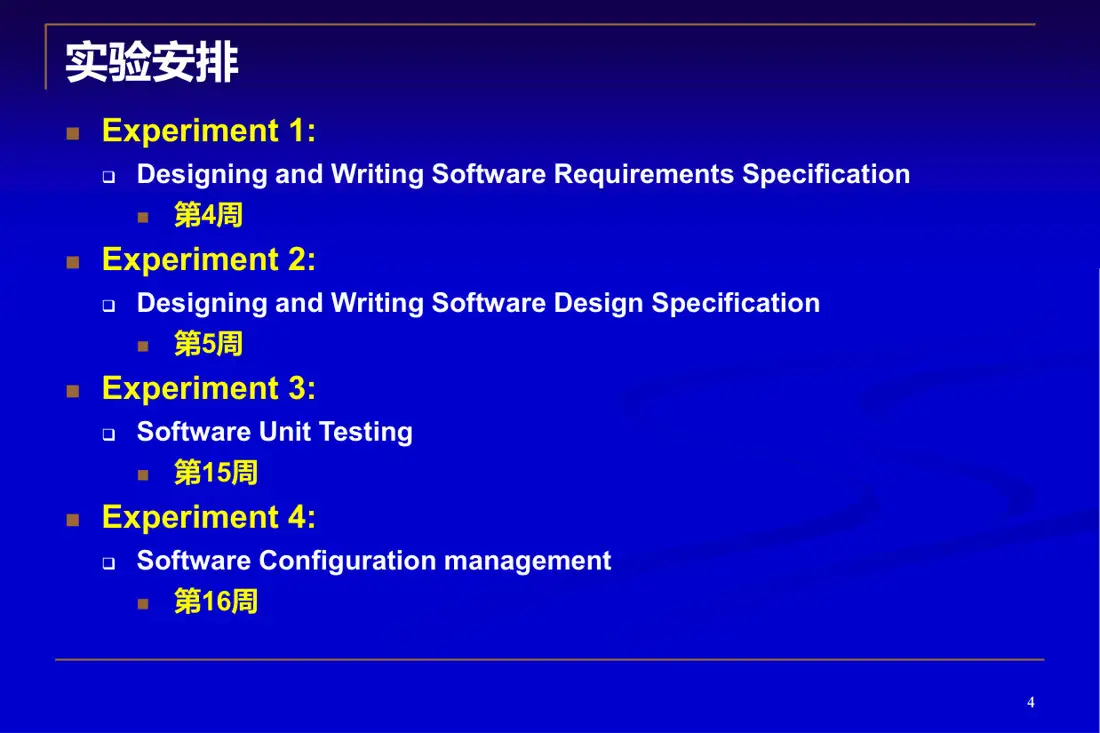 实验安排
Experiment 1:
Designing and Writing Software Requirements Specification
第4周
Experiment 2:
Designing and Writing Software Design Specification
第5周
Experiment 3:
Software Unit Testing
第15周
Experiment 4:
Software Configuration management
第16周
4